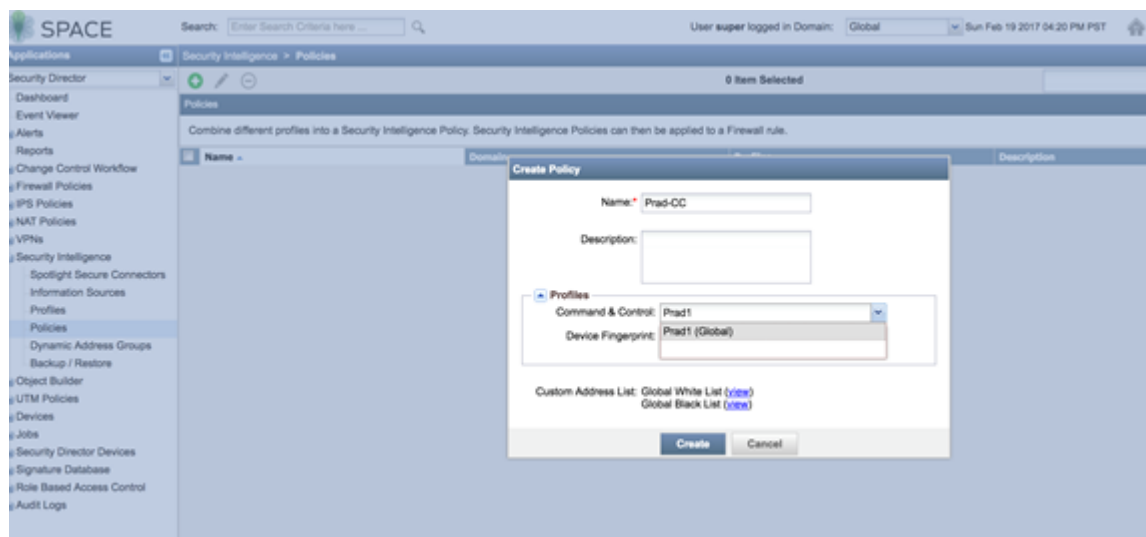 SPACE
Search: Enter Search Criteria here ...
User super logged in Domain: Global
Sun Feb 19 2017 04:20 PM PST
Applications
Security Intelligence > Policies
Security Director
0 Item Selected
Dashboard
Event Viewer
Alerts
Reports
Change Control Workflow
Firewall Policies
IPS Policies
NAT Policies
VPNs
Security Intelligence
Spotlight Secure Connectors
Information Sources
Profiles
Policies
Dynamic Address Groups
Backup / Restore
Object Builder
UTM Policies
Devices
Jobs
Security Director Devices
Signature Database
Role Based Access Control
Audit Logs
Policies
Combine different profiles into a Security Intelligence Policy. Security Intelligence Policies can then be applied to a Firewall rule.
Name
Description
Create Policy
Name:* Prad-CC
Description:
Profiles
Command & Control: Prad1
Prad1 (Global)
Device Fingerprint:
Custom Address List: Global White List (view)
Global Black List (view)
Create Cancel